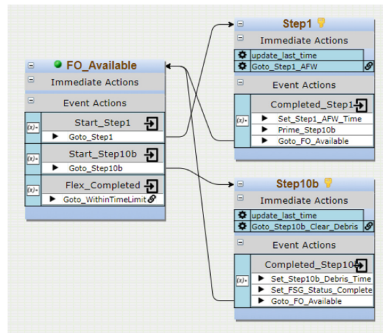 FO_Available
Immediate Actions
Event Actions
Start_Step1
Goto_Step1
Start_Step10b
Goto_Step10b
Flex_Completed
Goto_WithinTimeLimit
Step1
Immediate Actions
update_last_time
Goto_Step1_AFW
Event Actions
Completed_Step1
Set_Step1_AFW_Time
Prime_Step10b
Goto_FO_Available
Step10b
Immediate Actions
update_last_time
Goto_Step10b_Clear_Debris
Event Actions
Completed_Step10
Set_Step10b_Debris_Time
Set_FSG_Status_Complete
Goto_FO_Available